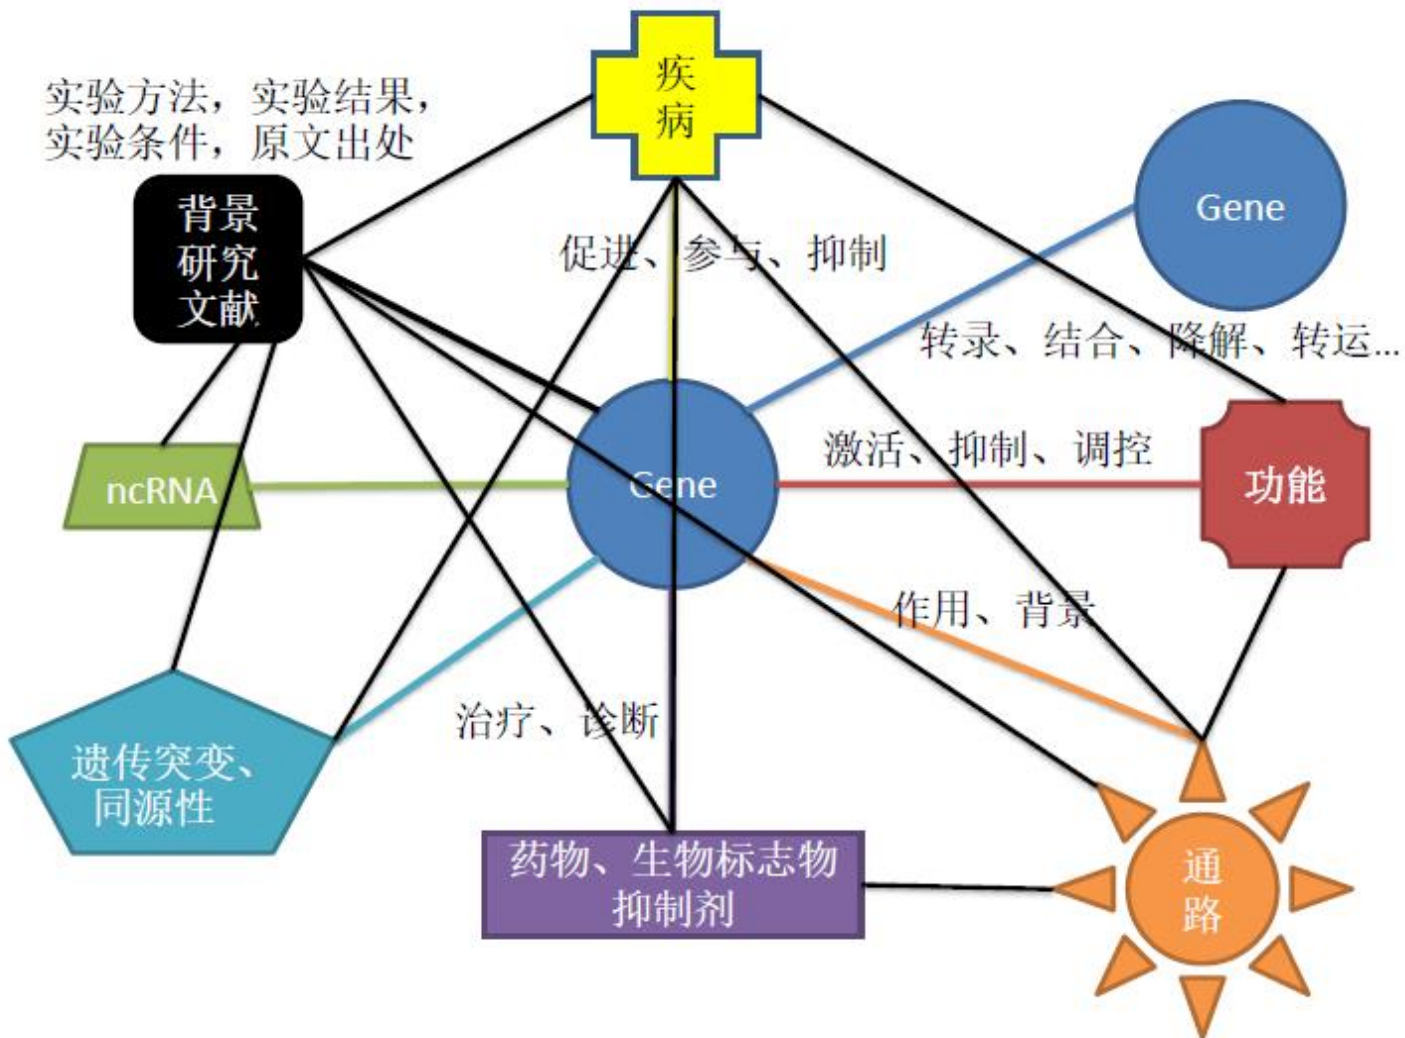 疾
病
实验方法，实验结果，
实验条件，原文出处
背景
研究
文献
Gene
促进、参与、抑制
转录、结合、降解、转运...
激活、抑制、调控
ncRNA
Gene
功能
作用、背景
治疗、诊断
遗传突变、
同源性
药物、生物标志物
抑制剂
通
路